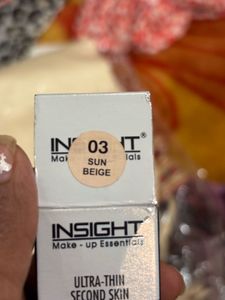 INSIGHT®
03
SUN
BEIGE
INSIGHT
Make - up Essentials
ULTRA-THIN
SECOND SKIN